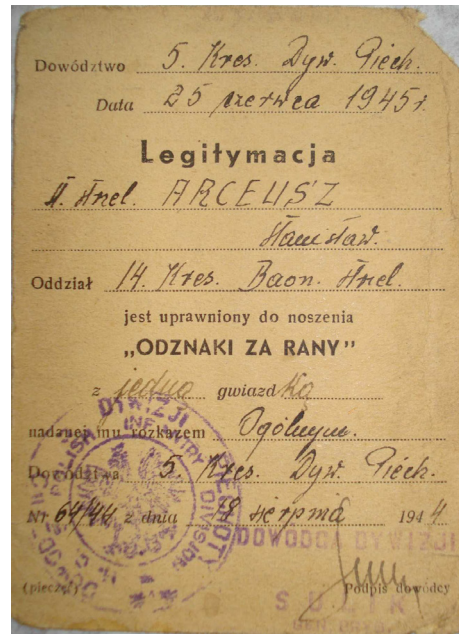 Dowództwo 5. Kres. Dyw. Piech.
Data 25 czerwca 1945 r.
Legitymacja
st. strzel. ARCEUSZ
Stanisław.
Oddział 14. Kres. Baon. Strzel.
jest uprawniony do noszenia
„ODZNAKI ZA RANY"
z jedną gwiazdką
nadanej mu rozkazem Ogólnym.
Dowództwa 5 Kres. Dyw. Piech.
Nr 64/44 z dnia 18 sierpnia 1944
DOWÓDCA DYWIZJI
(pieczęć) Podpis dowódcy
SULIK